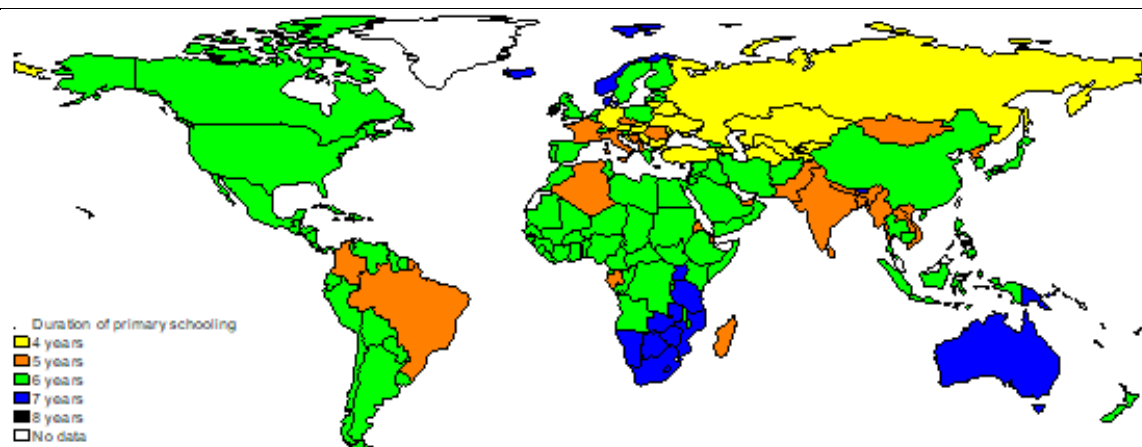 Duration of primary schooling
4 years
5 years
6 years
7 years
8 years
No data